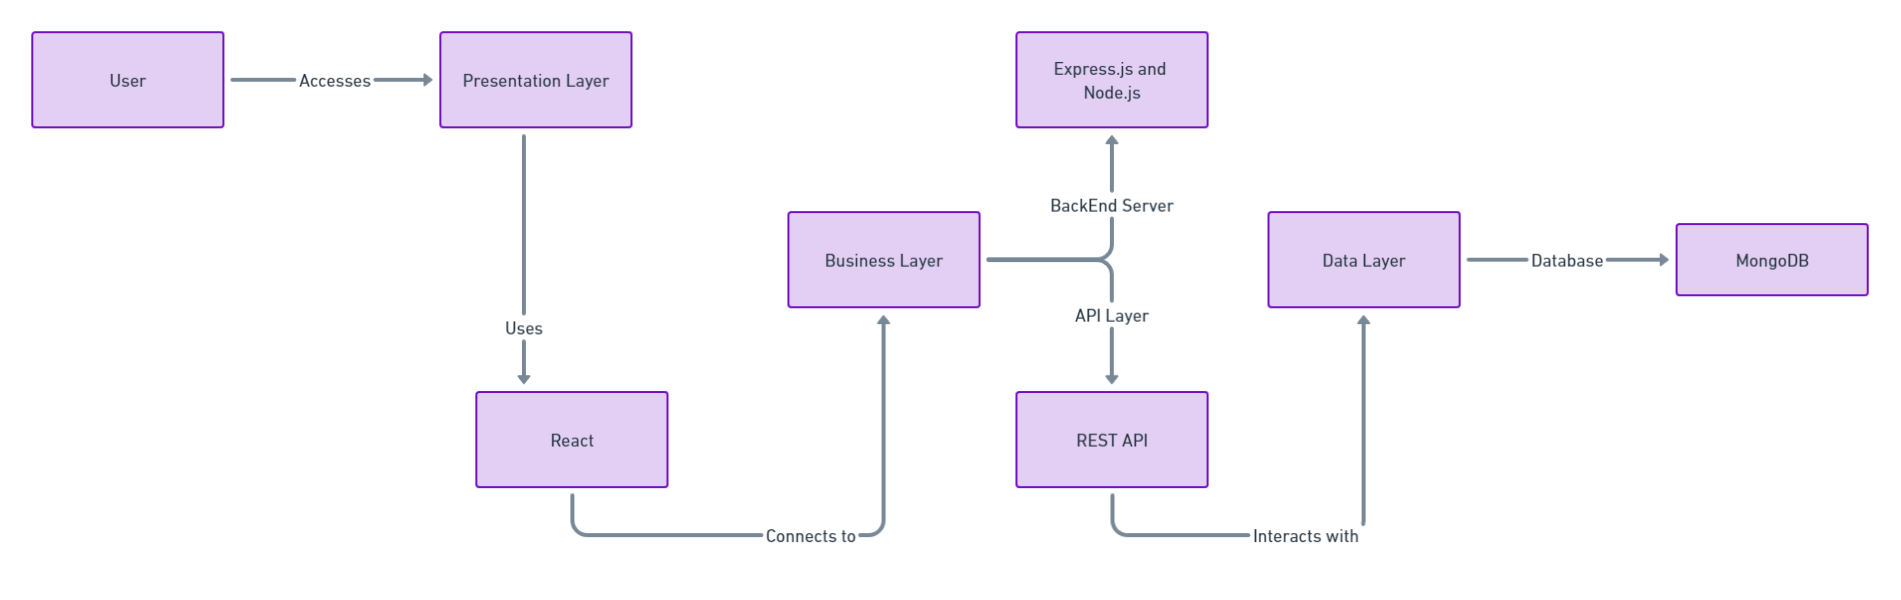 User
Accesses
Presentation Layer
Express.js and
Node.js
BackEnd Server
Business Layer
Data Layer
Database
MongoDB
API Layer
Uses
React
REST API
Connects to
Interacts with